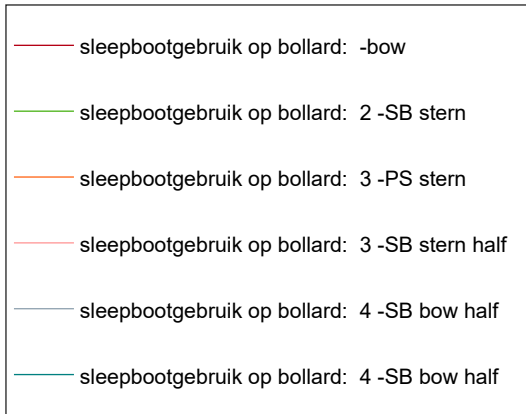 sleepbootgebruik op bollard: -bow
sleepbootgebruik op bollard: 2 -SB stern
sleepbootgebruik op bollard: 3 -PS stern
sleepbootgebruik op bollard: 3 -SB stern half
sleepbootgebruik op bollard: 4 -SB bow half
sleepbootgebruik op bollard: 4 -SB bow half